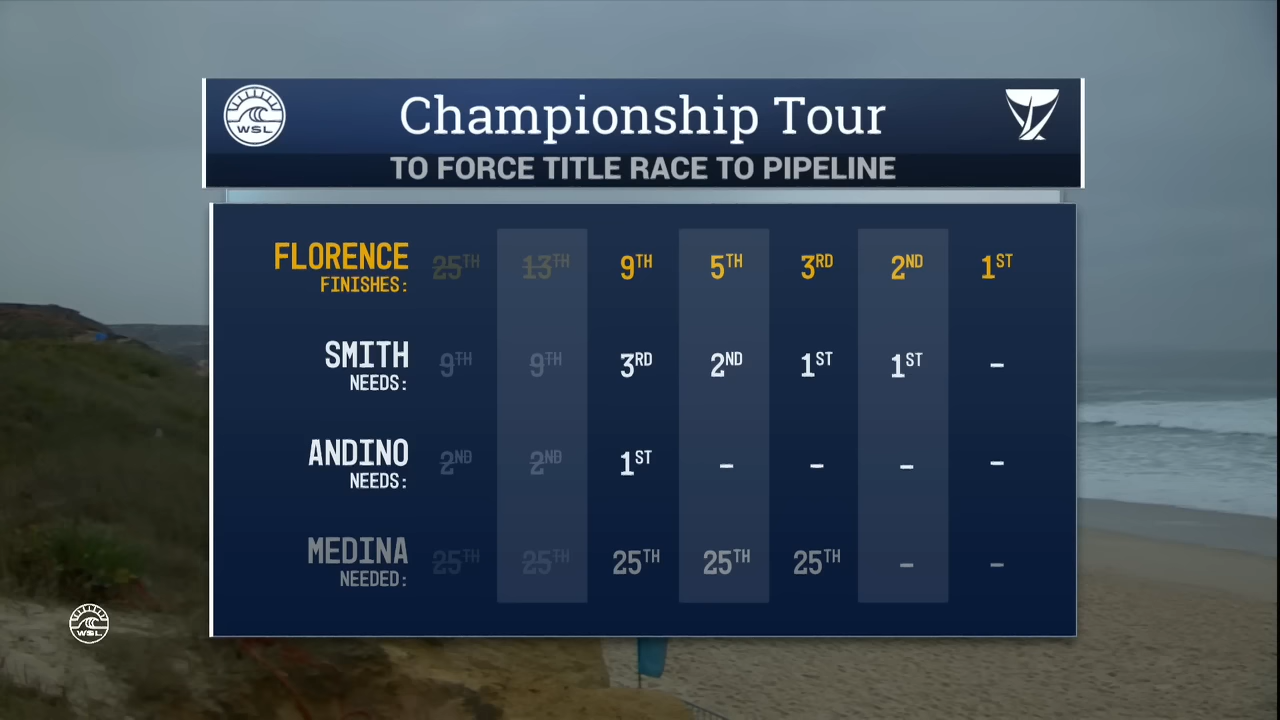 WSL
Championship Tour
TO FORCE TITLE RACE TO PIPELINE
FLORENCE 25TH 13TH 9TH 5TH 3RD 2ND 1ST
FINISHES:
SMITH 9TH 9TH 3RD 2ND 1ST 1ST –
NEEDS:
ANDINO 2ND 2ND 1ST – – – –
NEEDS:
MEDINA 25TH 25TH 25TH 25TH 25TH – –
NEEDED:
WSL